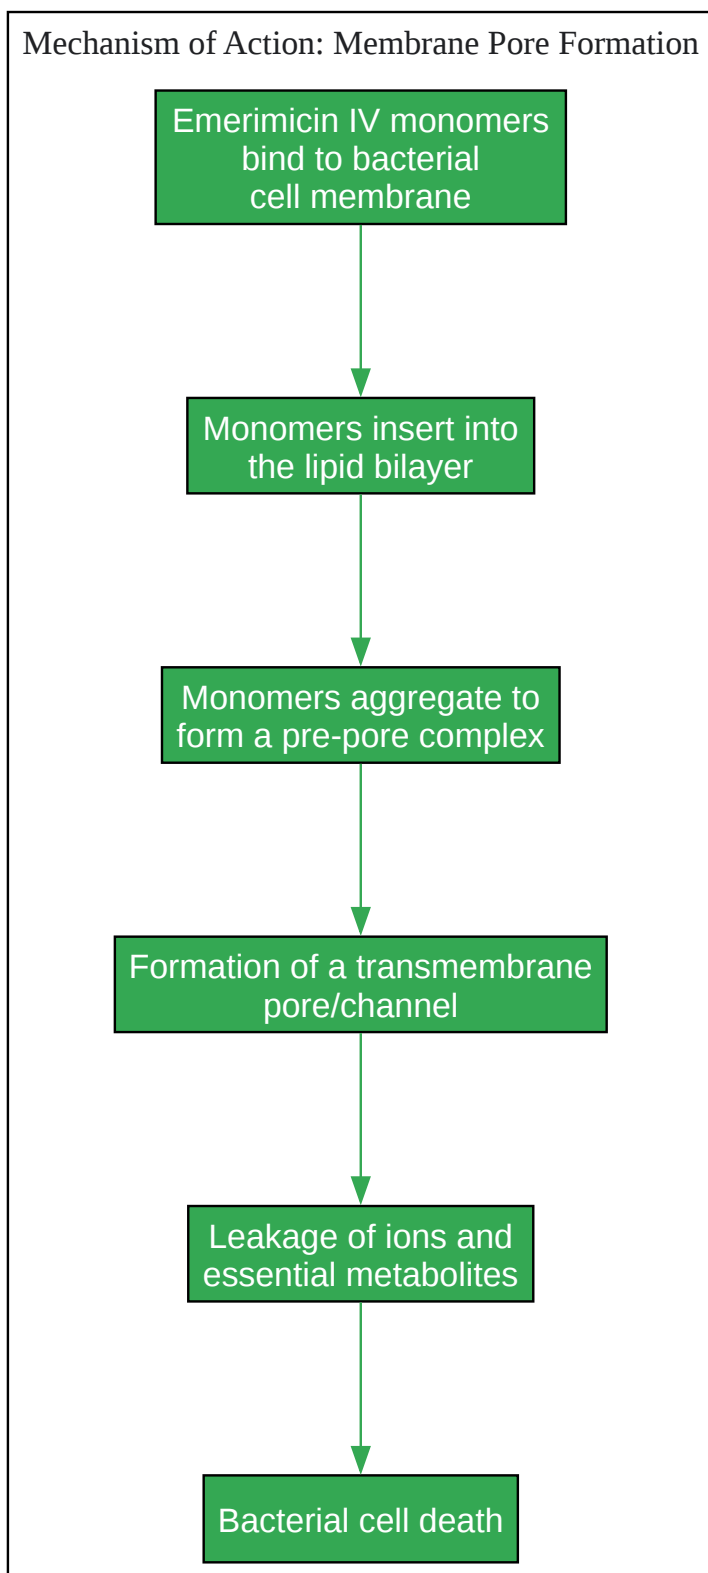 Mechanism of Action: Membrane Pore Formation
Emerimicin IV monomers
bind to bacterial
cell membrane
Monomers insert into
the lipid bilayer
Monomers aggregate to
form a pre-pore complex
Formation of a transmembrane
pore/channel
Leakage of ions and
essential metabolites
Bacterial cell death